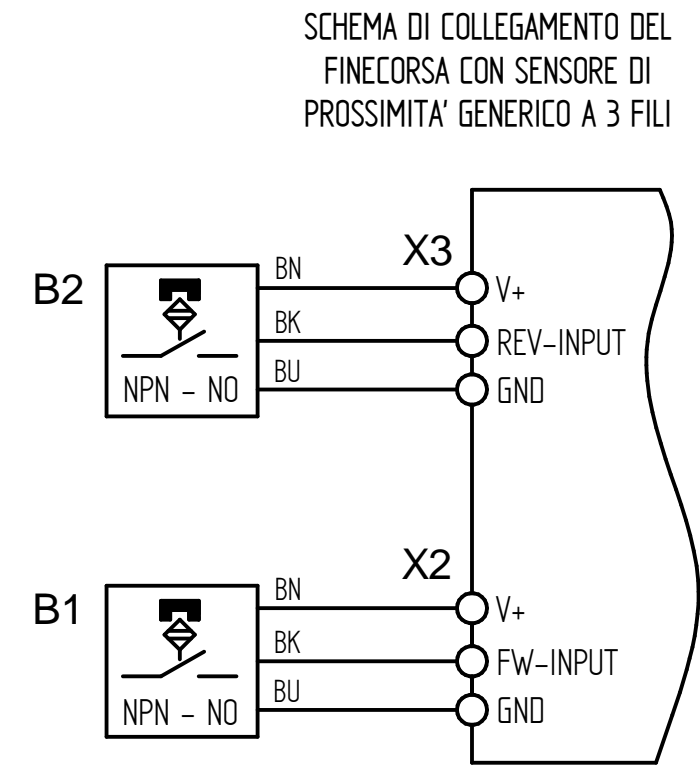 SCHEMA DI COLLEGAMENTO DEL
FINECORSA CON SENSORE DI
PROSSIMITA' GENERICO A 3 FILI
X3
B2
BN
V+
BK
REV-INPUT
BU
GND
NPN - NO
X2
B1
BN
V+
BK
FW-INPUT
BU
GND
NPN - NO